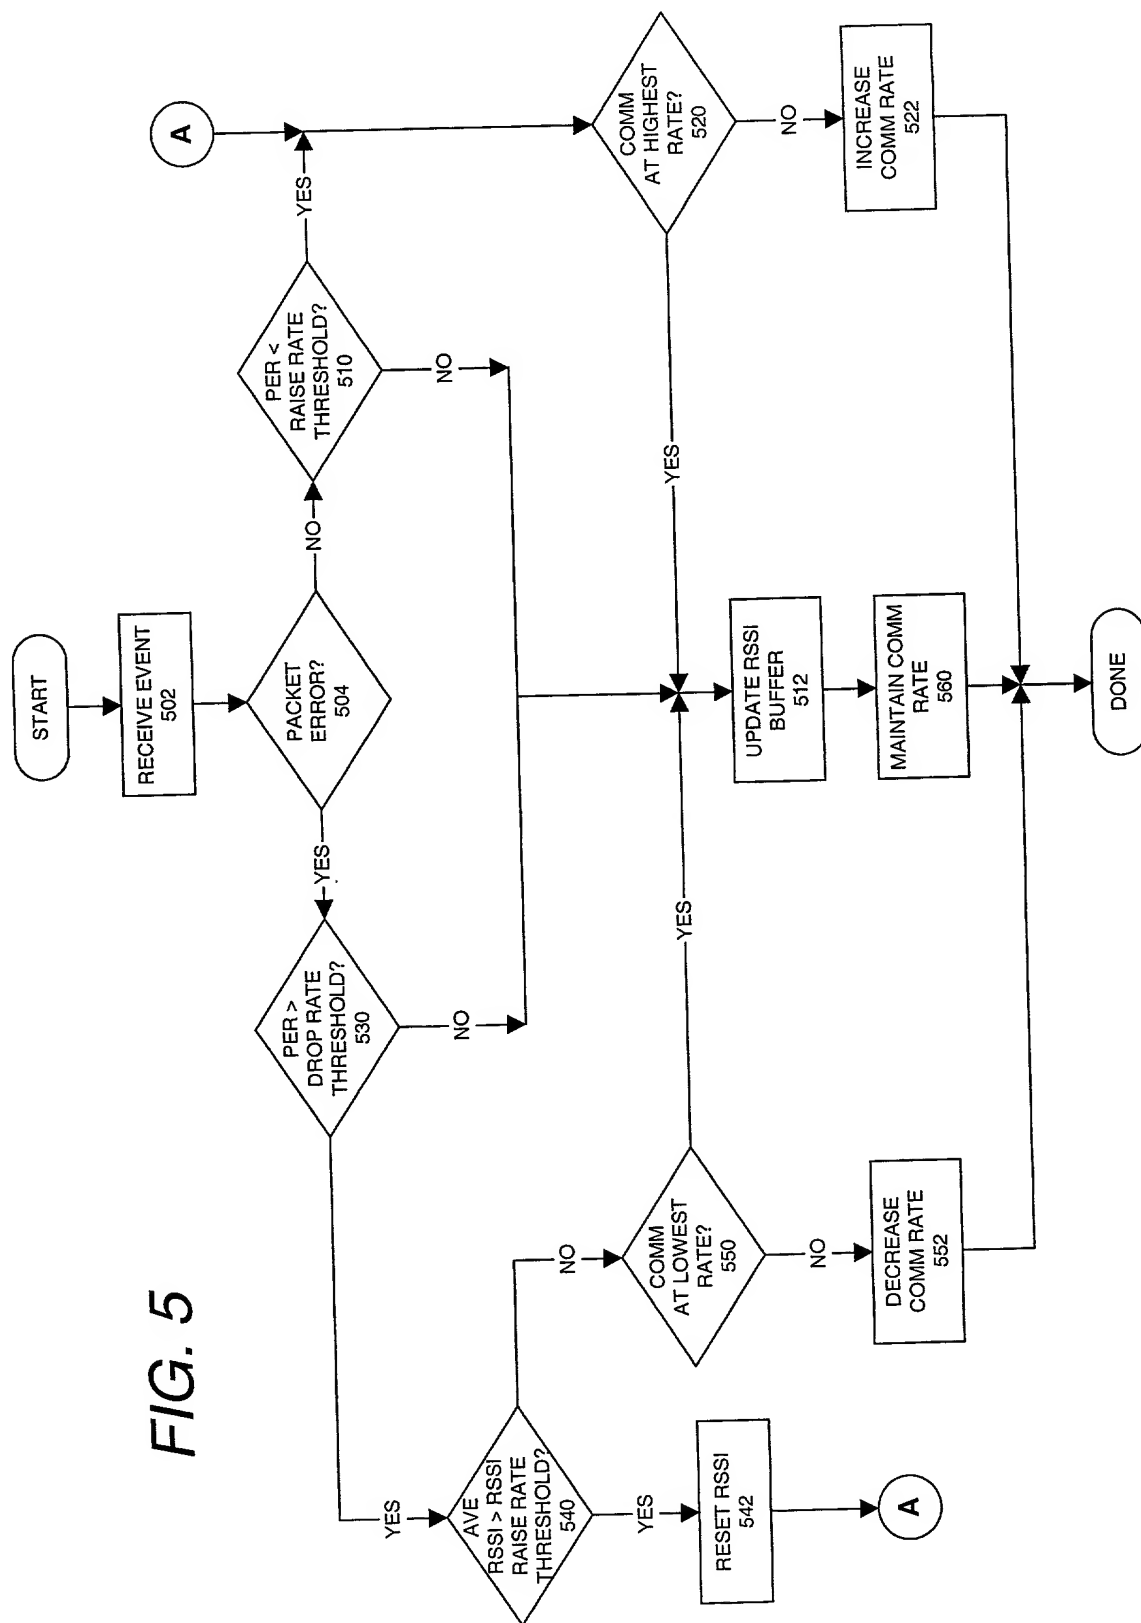 FIG. 5
START
RECEIVE EVENT
502
PACKET
ERROR?
504
YES
NO
PER >
DROP RATE
THRESHOLD?
530
PER <
RAISE RATE
THRESHOLD?
510
YES
A
YES
NO
NO
AVE
RSSI > RSSI
RAISE RATE
THRESHOLD?
540
NO
YES
RESET RSSI
542
A
COMM
AT LOWEST
RATE?
550
YES
YES
COMM
AT HIGHEST
RATE?
520
NO
NO
DECREASE
COMM RATE
552
UPDATE RSSI
BUFFER
512
MAINTAIN COMM
RATE
560
INCREASE
COMM RATE
522
DONE